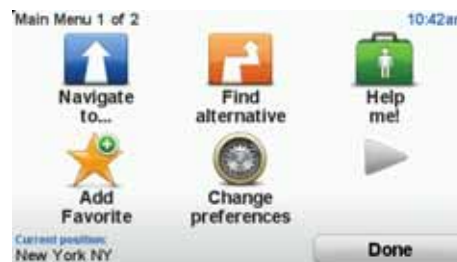 Main Menu 1 of 2
10:42am
Navigate
to...
Find
alternative
Help
me!
Add
Favorite
Change
preferences
Current position:
New York NY
Done